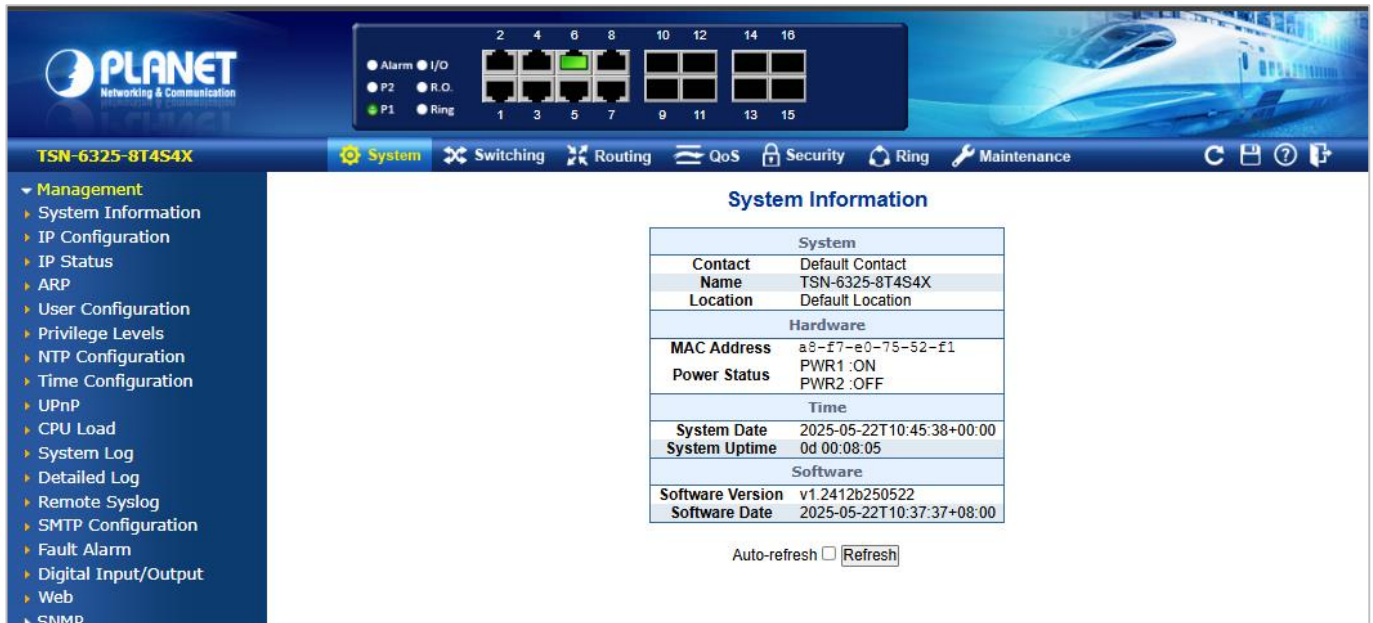 PLANET
Networking & Communication
2 4 6 8 10 12 14 16
Alarm I/O
P2 R.O.
P1 Ring
1 3 5 7 9 11 13 15
TSN-6325-8T4S4X
System Switching Routing QoS Security Ring Maintenance
Management
System Information
IP Configuration
IP Status
ARP
User Configuration
Privilege Levels
NTP Configuration
Time Configuration
UPnP
CPU Load
System Log
Detailed Log
Remote Syslog
SMTP Configuration
Fault Alarm
Digital Input/Output
Web
SNMP
System Information
System
Contact Default Contact
Name TSN-6325-8T4S4X
Location Default Location
Hardware
MAC Address a8-f7-e0-75-52-f1
Power Status PWR1 :ON
PWR2 :OFF
Time
System Date 2025-05-22T10:45:38+00:00
System Uptime 0d 00:08:05
Software
Software Version v1.2412b250522
Software Date 2025-05-22T10:37:37+08:00
Auto-refresh Refresh